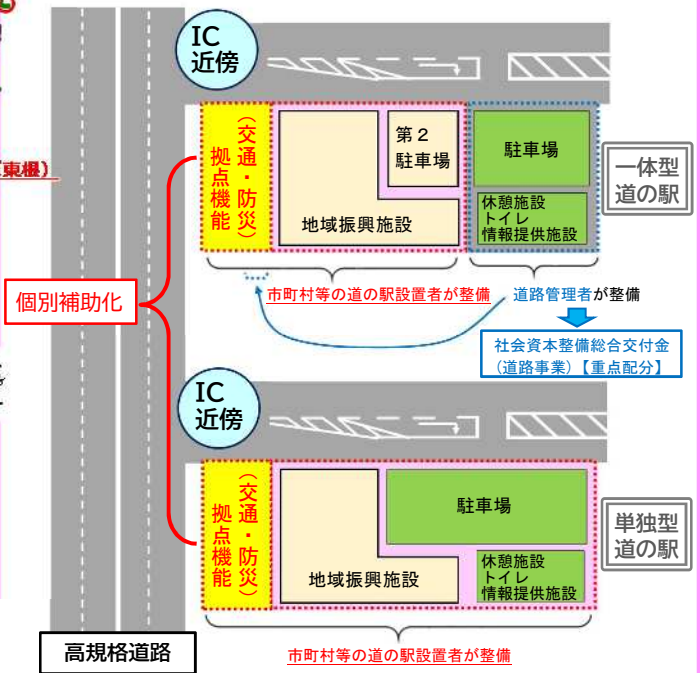 IC
近傍
(交通・防災)
拠点機能
第2
駐車場
地域振興施設
駐車場
休憩施設
トイレ
情報提供施設
一体型
道の駅
東根)
市町村等の道の駅設置者が整備
道路管理者が整備
個別補助化
社会資本整備総合交付金
(道路事業)【重点配分】
IC
近傍
(交通・防災)
拠点機能
地域振興施設
駐車場
休憩施設
トイレ
情報提供施設
単独型
道の駅
高規格道路
市町村等の道の駅設置者が整備